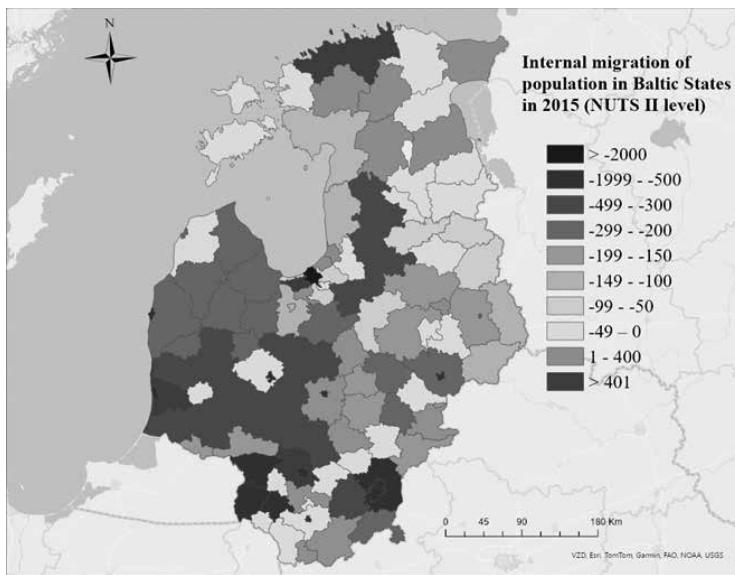 N
Internal migration of
population in Baltic States
in 2015 (NUTS II level)
> -2000
-1999 - -500
-499 - -300
-299 - -200
-199 - -150
-149 - -100
-99 - -50
-49 – 0
1 - 400
> 401
0 45 90 180 Km
VZD, Esri, TomTom, Garmin, FAO, NOAA, USGS